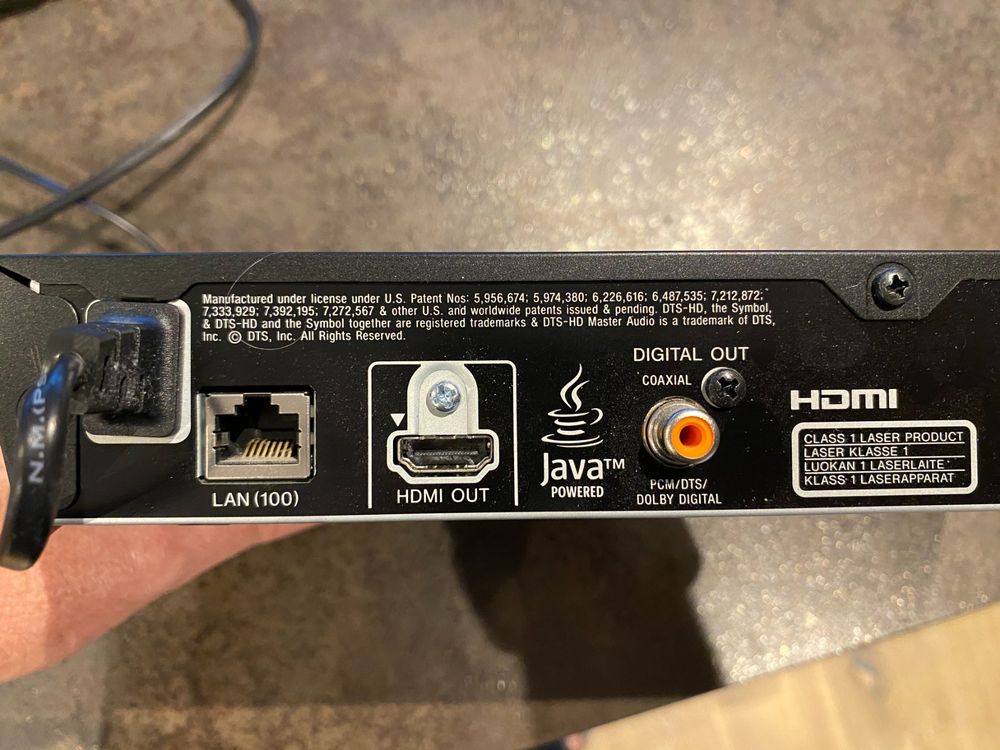 Manufactured under license under U.S. Patent Nos: 5,956,674; 5,974,380; 6,226,616; 6,487,535; 7,212,872;
7,333,929; 7,392,195; 7,272,567 & other U.S. and worldwide patents issued & pending. DTS-HD, the Symbol,
& DTS-HD and the Symbol together are registered trademarks & DTS-HD Master Audio is a trademark of DTS,
Inc. © DTS, Inc. All Rights Reserved.
N.M.(P
LAN(100)
HDMI OUT
Java™
POWERED
DIGITAL OUT
COAXIAL
PCM/DTS/
DOLBY DIGITAL
HDMI
CLASS 1 LASER PRODUCT
LASER KLASSE 1
LUOKAN 1 LASERLAITE
KLASS 1 LASERAPPARAT